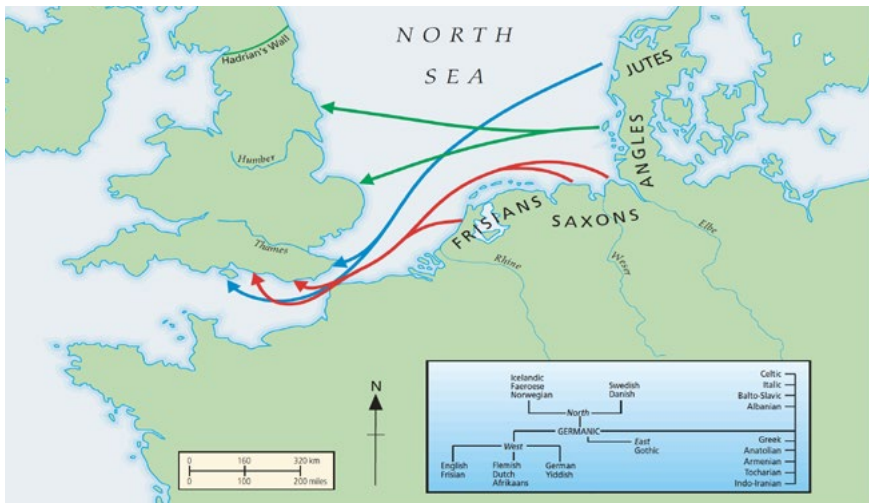 NORTH
SEA
Hadrian's Wall
JUTES
ANGLES
Humber
FRISIANS
SAXONS
Elbe
Thames
Rhine
Weser
N
0 160 320 km
0 100 200 miles
Icelandic
Faeroese
Norwegian
Swedish
Danish
North
GERMANIC
West
East
Gothic
English
Frisian
Flemish
Dutch
Afrikaans
German
Yiddish
Celtic
Italic
Balto-Slavic
Albanian
Greek
Anatolian
Armenian
Tocharian
Indo-Iranian